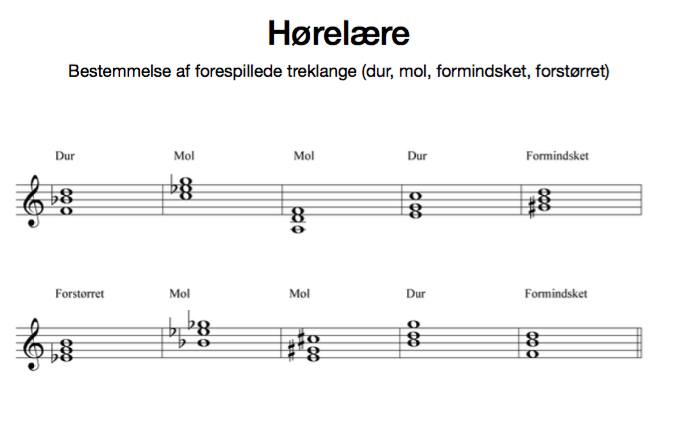 Hørelære
Bestemmelse af forespillede treklange (dur, mol, formindsket, forstørret)
Dur Mol Mol Dur Formindsket
Forstørret Mol Mol Dur Formindsket